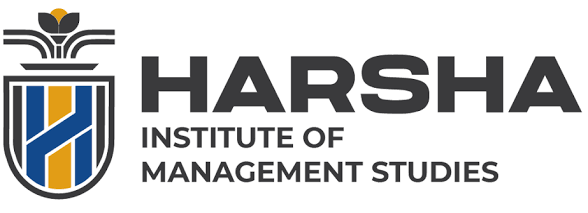 HARSHA
INSTITUTE OF
MANAGEMENT STUDIES